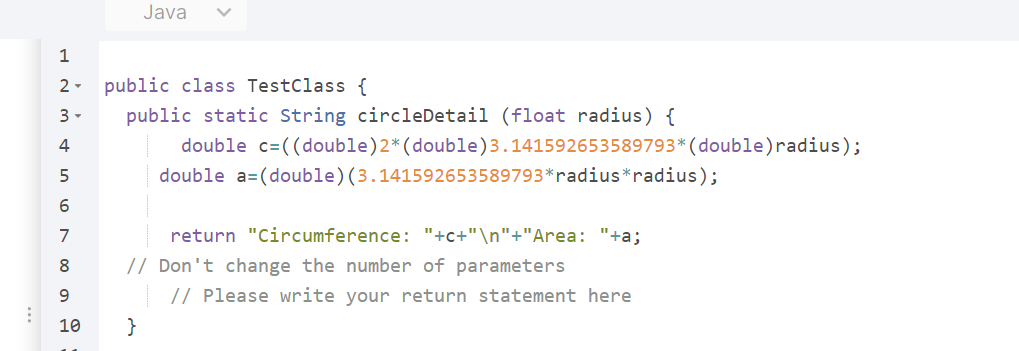 Java
1
2 public class TestClass {
3 public static String circleDetail (float radius) {
4 double c=((double)2*(double)3.141592653589793*(double)radius);
5 double a=(double)(3.141592653589793*radius*radius);
6
7 return "Circumference: "+c+"\n"+"Area: "+a;
8 // Don't change the number of parameters
9 // Please write your return statement here
10 }